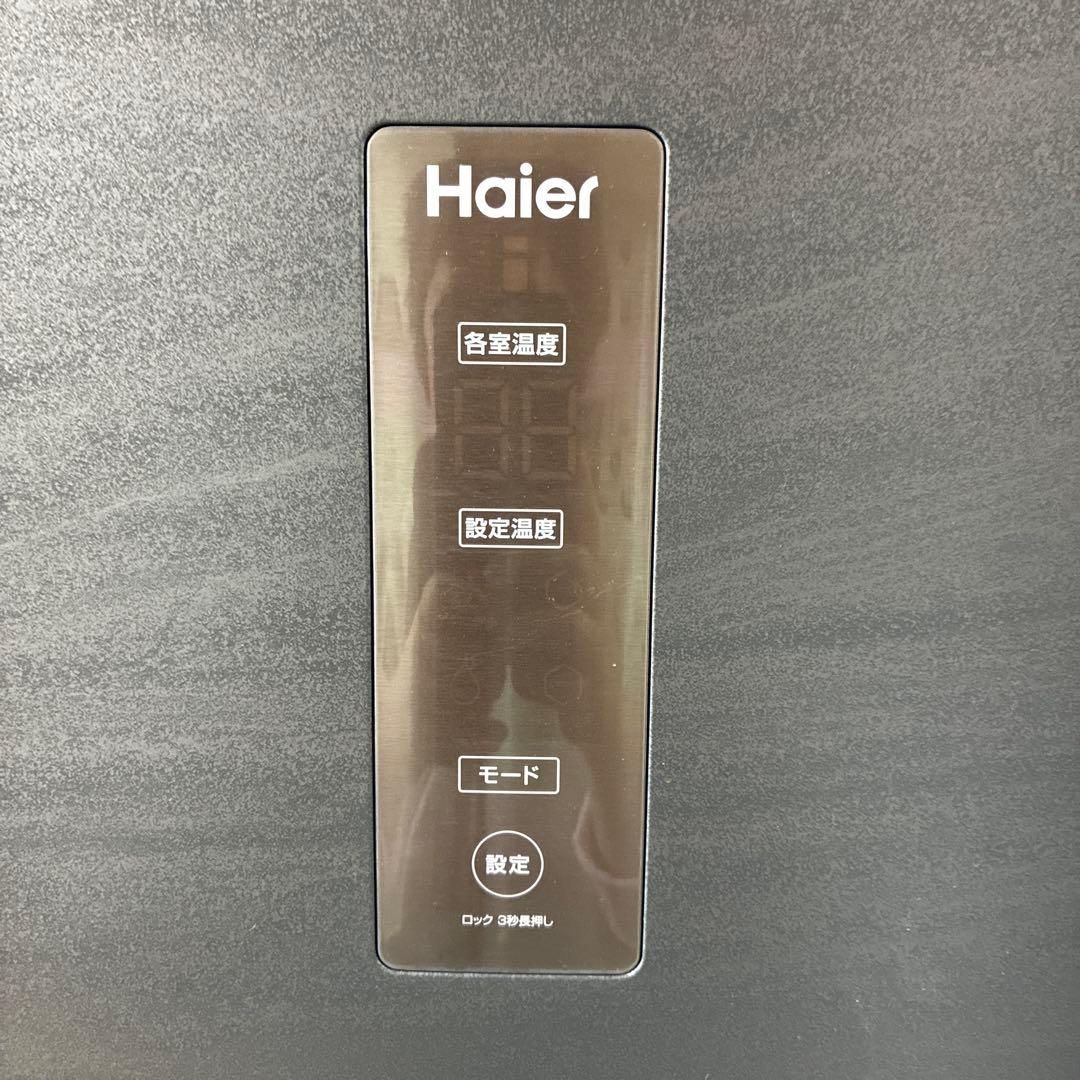 Haier
各室温度
設定温度
モード
設定
ロック 3秒長押し